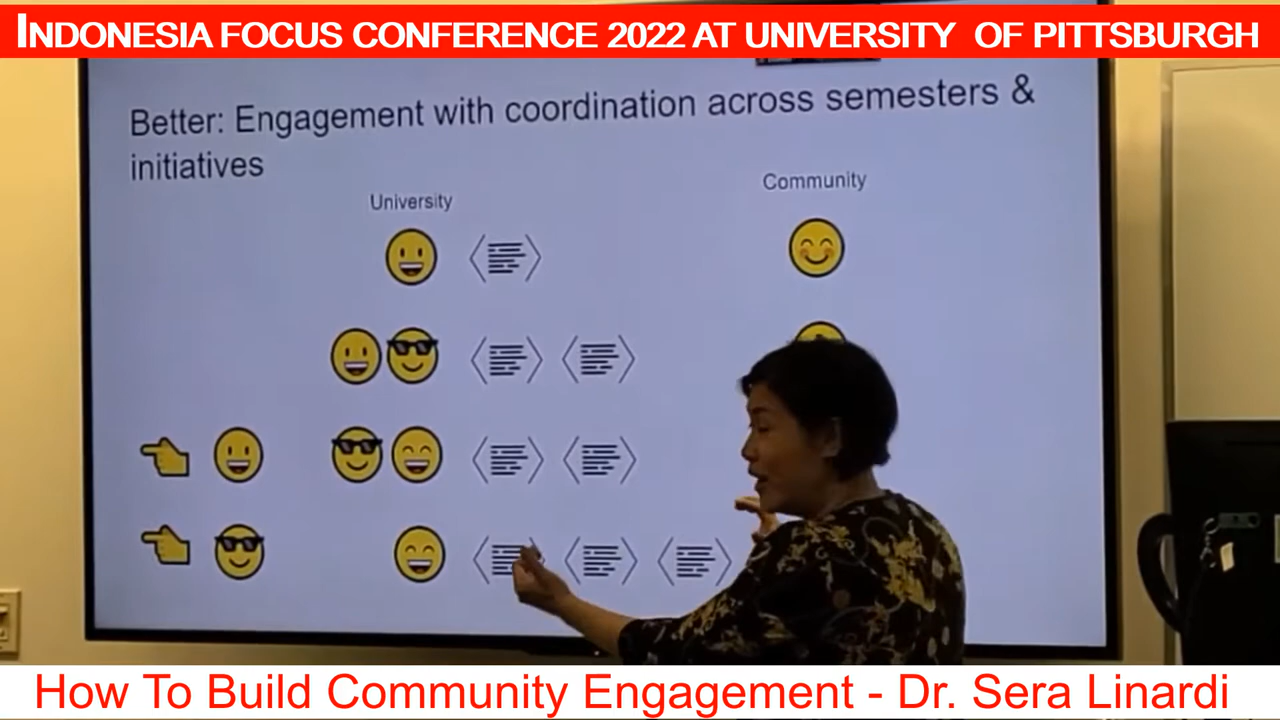 INDONESIA FOCUS CONFERENCE 2022 AT UNIVERSITY OF PITTSBURGH
Better: Engagement with coordination across semesters &
initiatives
University
Community
How To Build Community Engagement - Dr. Sera Linardi